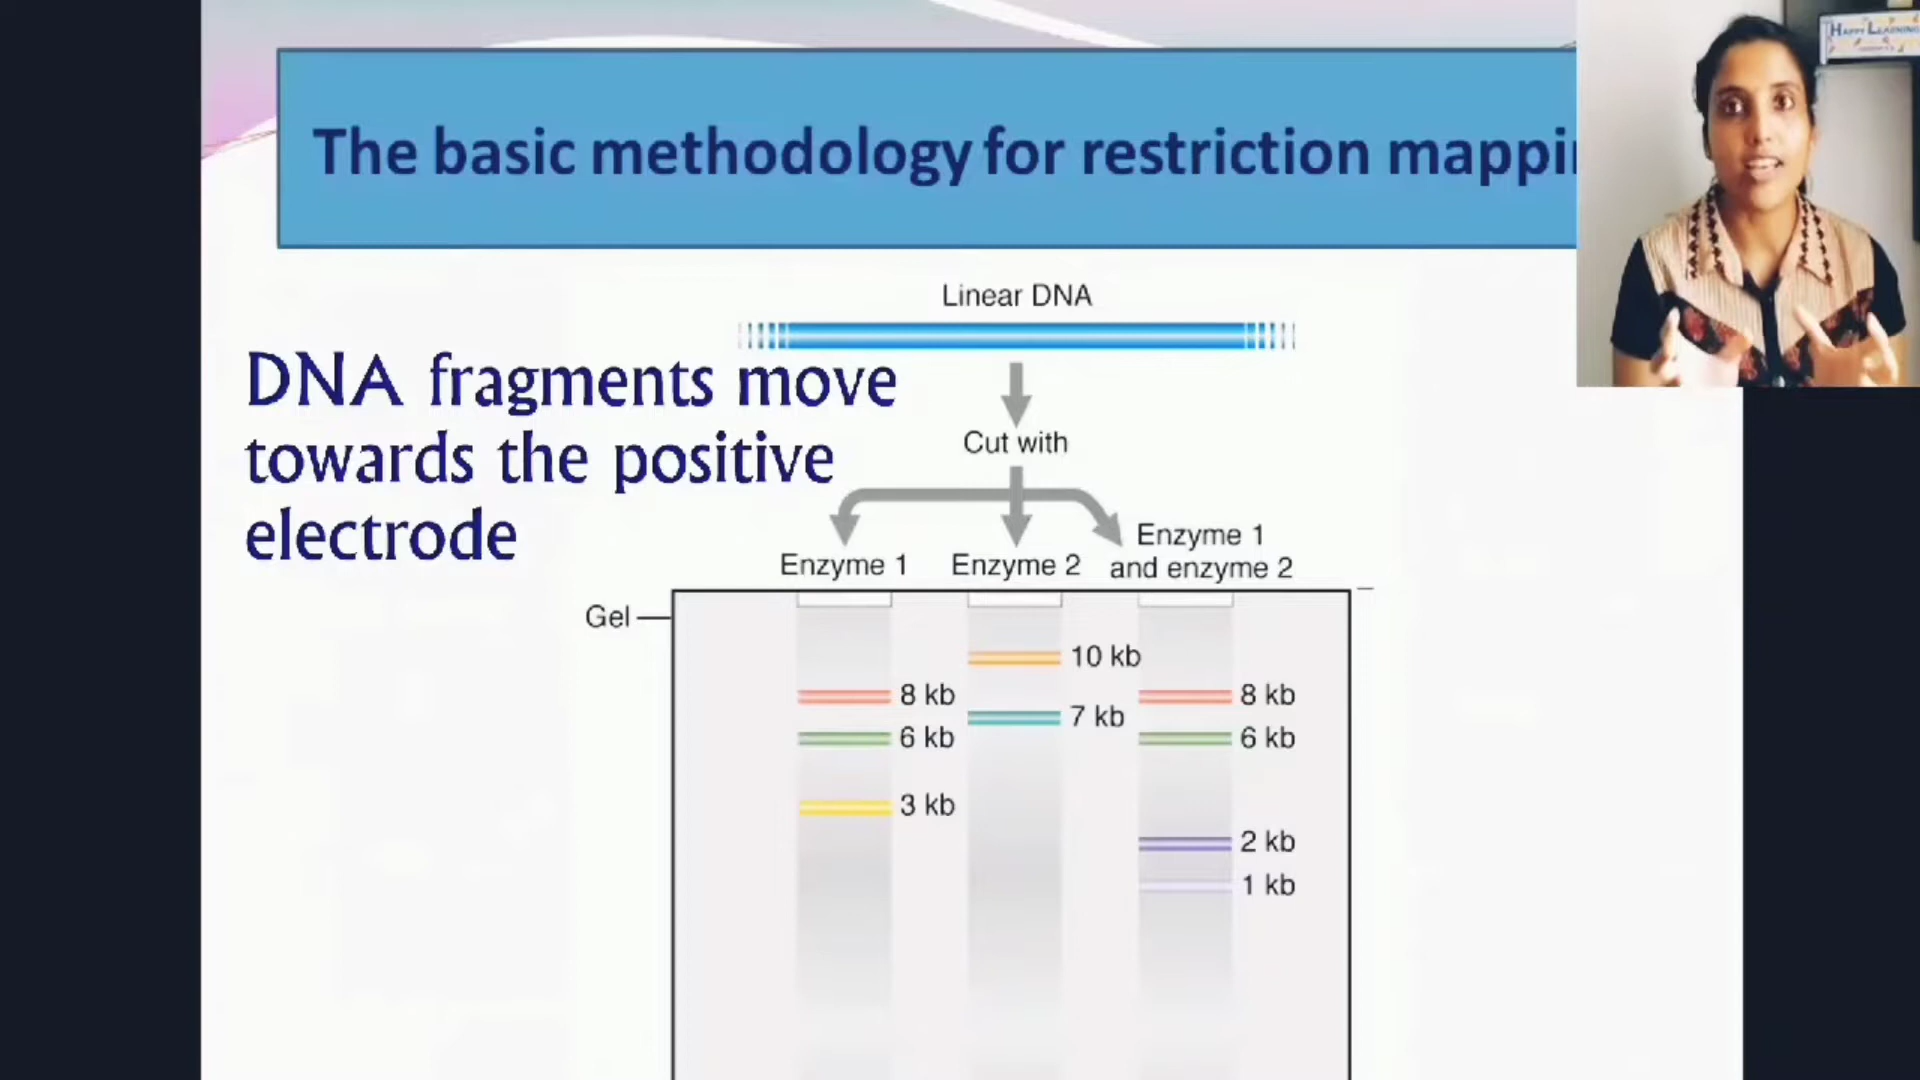 The basic methodology for restriction mappi
HAPPY LEARNING
Linear DNA
DNA fragments move
towards the positive
electrode
Cut with
Enzyme 1
Enzyme 2
Enzyme 1
and enzyme 2
Gel
10 kb
8 kb
7 kb
6 kb
3 kb
8 kb
6 kb
2 kb
1 kb